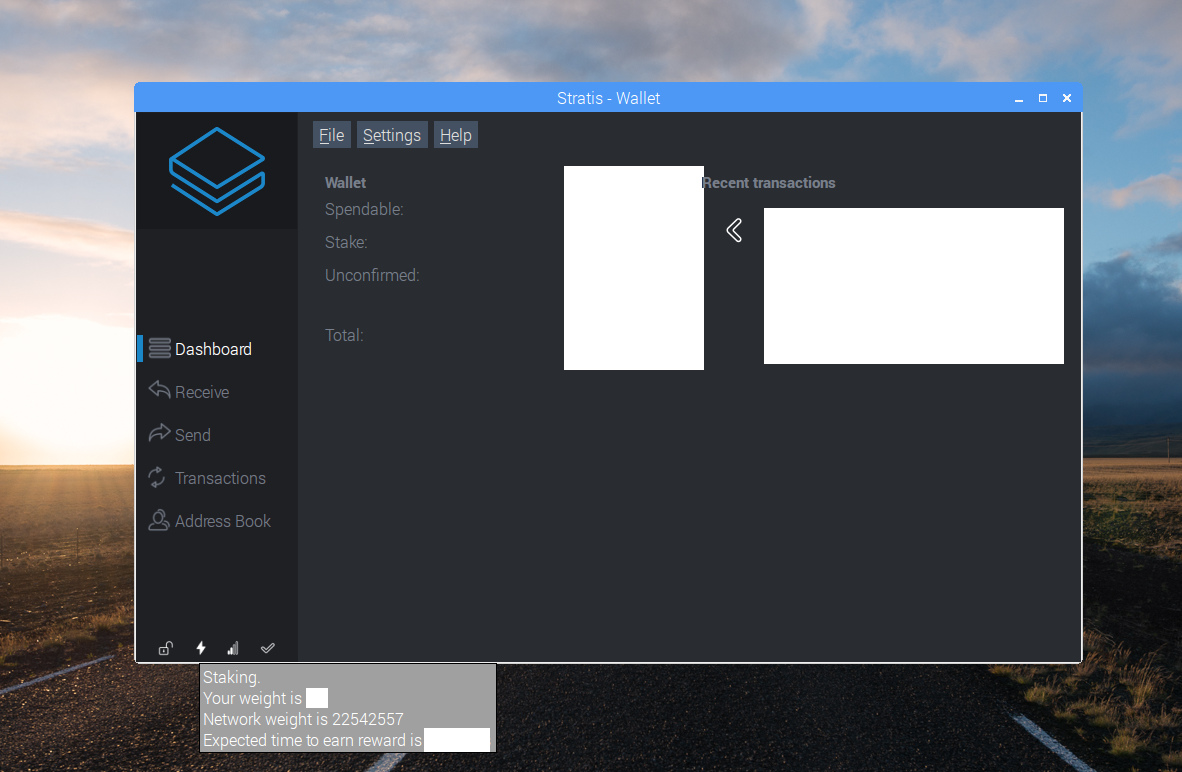 Stratis - Wallet
File Settings Help
Wallet
Spendable:
Stake:
Unconfirmed:
Total:
Recent transactions
Dashboard
Receive
Send
Transactions
Address Book
Staking.
Your weight is
Network weight is 22542557
Expected time to earn reward is